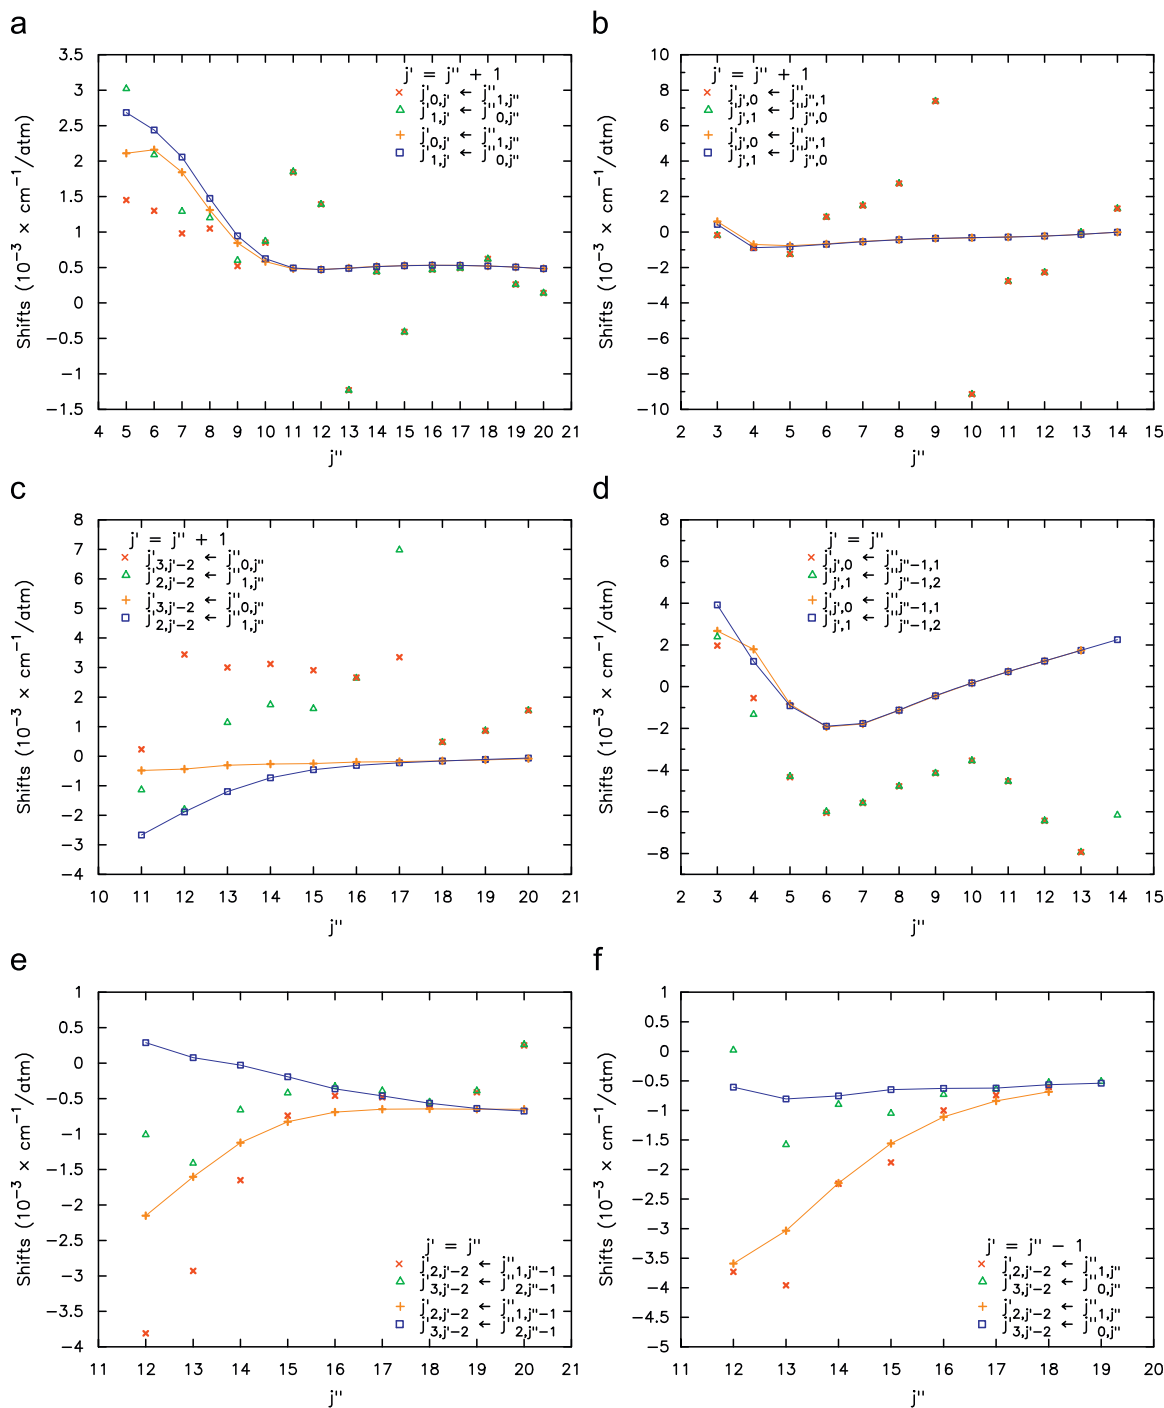 a
3.5
3
2.5
2
1.5
1
0.5
0
−0.5
−1
−1.5
4 5 6 7 8 9 10 11 12 13 14 15 16 17 18 19 20 21
Shifts (10⁻³ × cm⁻¹/atm)
j''
j' = j'' + 1
j'0,j' ← j''1,j''
j'1,j' ← j''0,j''
j'0,j' ← j''1,j''
j'1,j' ← j''0,j''
b
10
8
6
4
2
0
−2
−4
−6
−8
−10
2 3 4 5 6 7 8 9 10 11 12 13 14 15
Shifts (10⁻³ × cm⁻¹/atm)
j''
j' = j'' + 1
j'j',0 ← j''j'',1
j'j',1 ← j''j'',0
j'j',0 ← j''j'',1
j'j',1 ← j''j'',0
c
8
7
6
5
4
3
2
1
0
−1
−2
−3
−4
10 11 12 13 14 15 16 17 18 19 20 21
Shifts (10⁻³ × cm⁻¹/atm)
j''
j' = j'' + 1
j'3,j'−2 ← j''0,j''
j'2,j'−2 ← j''1,j''
j'3,j'−2 ← j''0,j''
j'2,j'−2 ← j''1,j''
d
8
6
4
2
0
−2
−4
−6
−8
2 3 4 5 6 7 8 9 10 11 12 13 14 15
Shifts (10⁻³ × cm⁻¹/atm)
j''
j' = j''
j'j',0 ← j''j''−1,1
j'j',1 ← j''j''−1,2
j'j',0 ← j''j''−1,1
j'j',1 ← j''j''−1,2
e
1
0.5
0
−0.5
−1
−1.5
−2
−2.5
−3
−3.5
−4
11 12 13 14 15 16 17 18 19 20 21
Shifts (10⁻³ × cm⁻¹/atm)
j''
j' = j''
j'2,j'−2 ← j''1,j''−1
j'3,j'−2 ← j''2,j''−1
j'2,j'−2 ← j''1,j''−1
j'3,j'−2 ← j''2,j''−1
f
1
0.5
0
−0.5
−1
−1.5
−2
−2.5
−3
−3.5
−4
−4.5
−5
11 12 13 14 15 16 17 18 19 20
Shifts (10⁻³ × cm⁻¹/atm)
j''
j' = j'' − 1
j'2,j'−2 ← j''1,j''
j'3,j'−2 ← j''0,j''
j'2,j'−2 ← j''1,j''
j'3,j'−2 ← j''0,j''